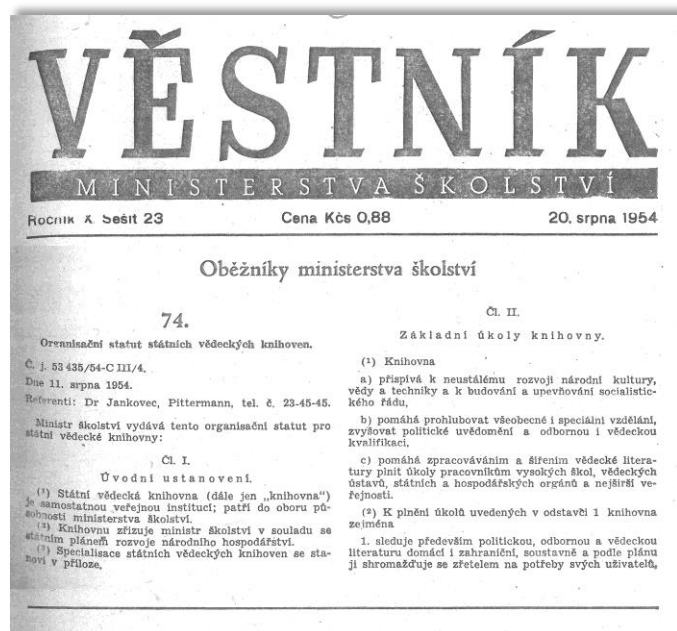 VĚSTNÍK
MINISTERSTVA ŠKOLSTVÍ
Ročník X. Sešit 23
Cena Kčs 0,88
20. srpna 1954
Oběžníky ministerstva školství
74.
Organisační statut státních vědeckých knihoven.
Č. j. 53 435/54-C III/4.
Dne 11. srpna 1954.
Referenti: Dr Jankovec, Pittermann, tel. č. 23-45-45.
Ministr školství vydává tento organisační statut pro
státní vědecké knihovny:
Čl. I.
Úvodní ustanovení.
(¹) Státní vědecká knihovna (dále jen „knihovna“)
je samostatnou veřejnou institucí; patří do oboru pů-
sobnosti ministerstva školství.
(²) Knihovnu zřizuje ministr školství v souladu se
státním plánem rozvoje národního hospodářství.
(³) Specialisace státních vědeckých knihoven se sta-
noví v příloze.
Čl. II.
Základní úkoly knihovny.
(¹) Knihovna
a) přispívá k neustálému rozvoji národní kultury,
vědy a techniky a k budování a upevňování socialistic-
kého řádu,
b) pomáhá prohlubovat všeobecné i speciální vzdělání,
zvyšovat politické uvědomění a odbornou i vědeckou
kvalifikaci,
c) pomáhá zpracováváním a šířením vědecké litera-
tury plnit úkoly pracovníkům vysokých škol, vědeckých
ústavů, státních a hospodářských orgánů a nejširší ve-
řejnosti.
(²) K plnění úkolů uvedených v odstavci 1 knihovna
zejména
1. sleduje především politickou, odbornou a vědeckou
literaturu domácí i zahraniční, soustavně a podle plánu
ji shromažďuje se zřetelem na potřeby svých uživatelů,